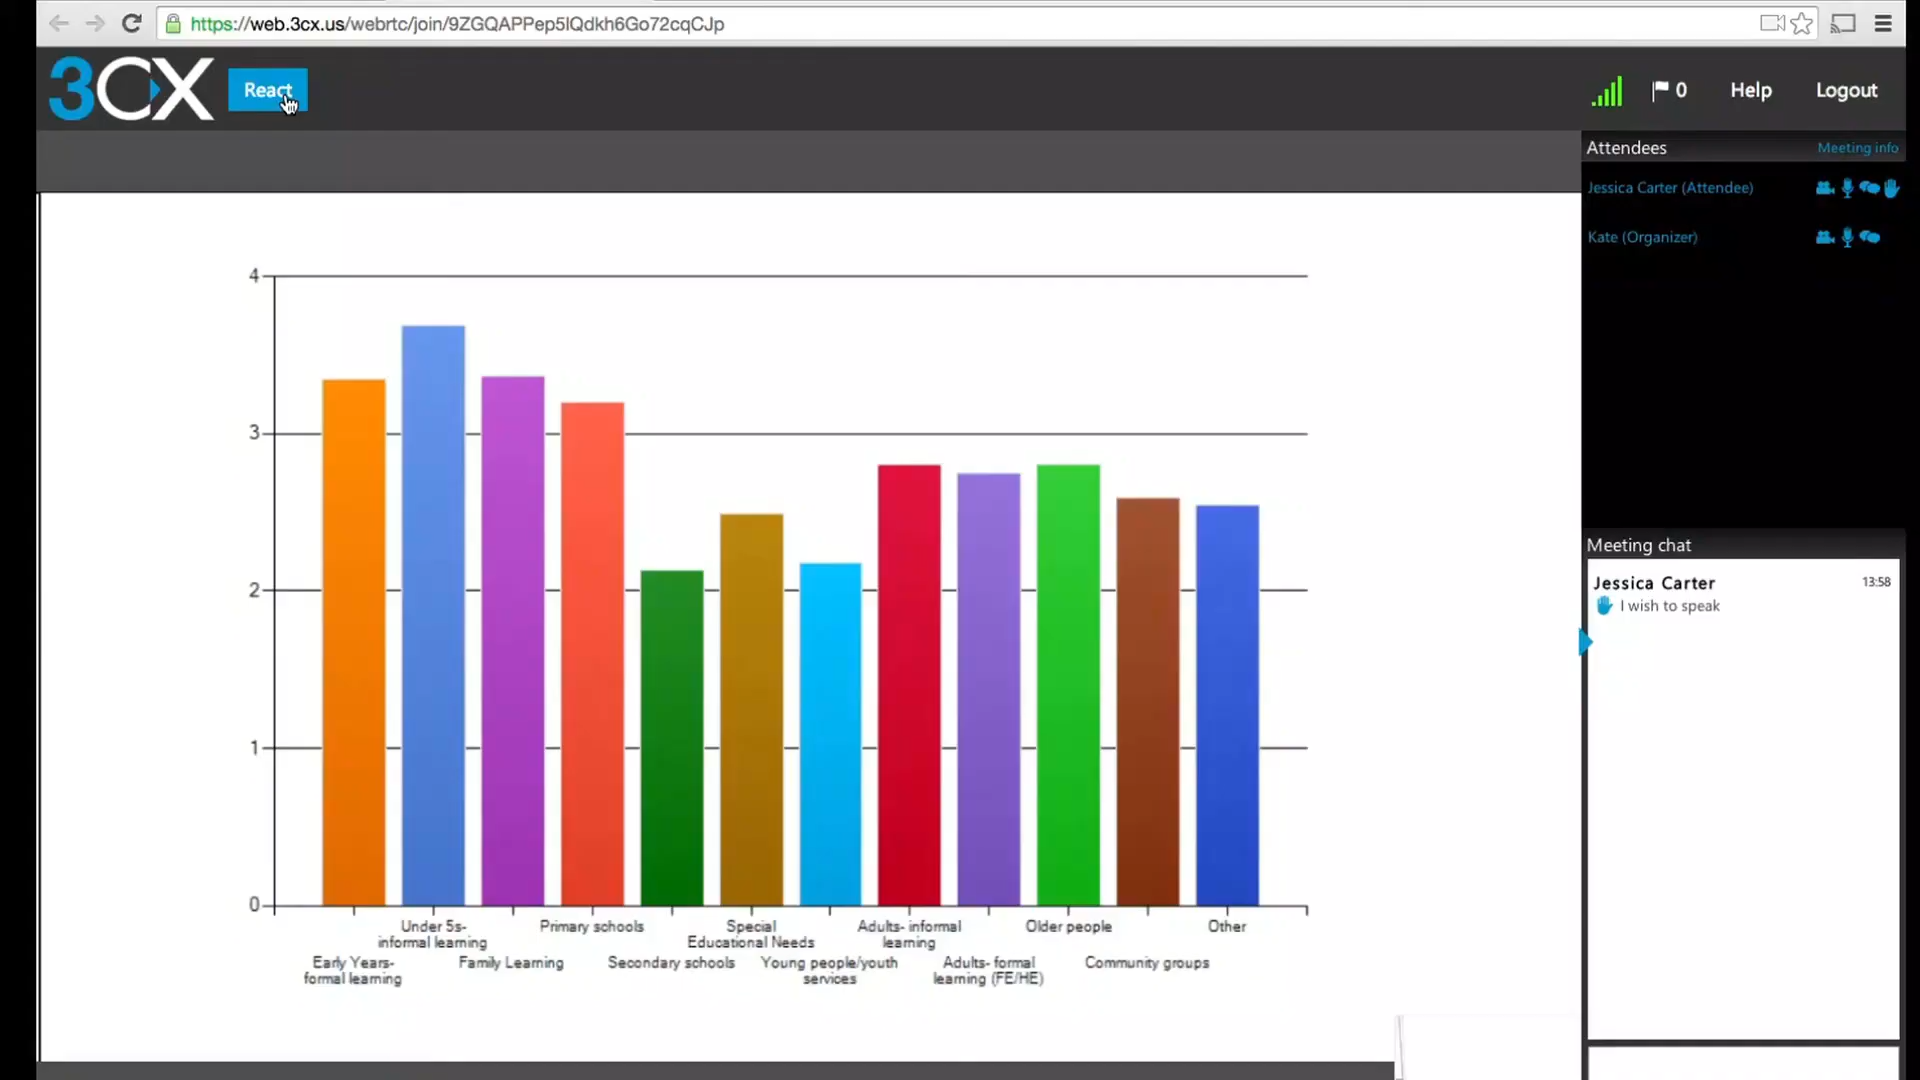 https://web.3cx.us/webrtc/join/9ZGQAPPep5lQdkh6Go72cqCJp
3CX
React
0
Help
Logout
Attendees
Meeting info
Jessica Carter (Attendee)
Kate (Organizer)
4
3
2
1
0
Early Years-
formal learning
Under 5s-
informal learning
Family Learning
Primary schools
Secondary schools
Special
Educational Needs
Young people/youth
services
Adults- informal
learning
Adults- formal
learning (FE/HE)
Older people
Community groups
Other
Meeting chat
Jessica Carter
13:58
I wish to speak